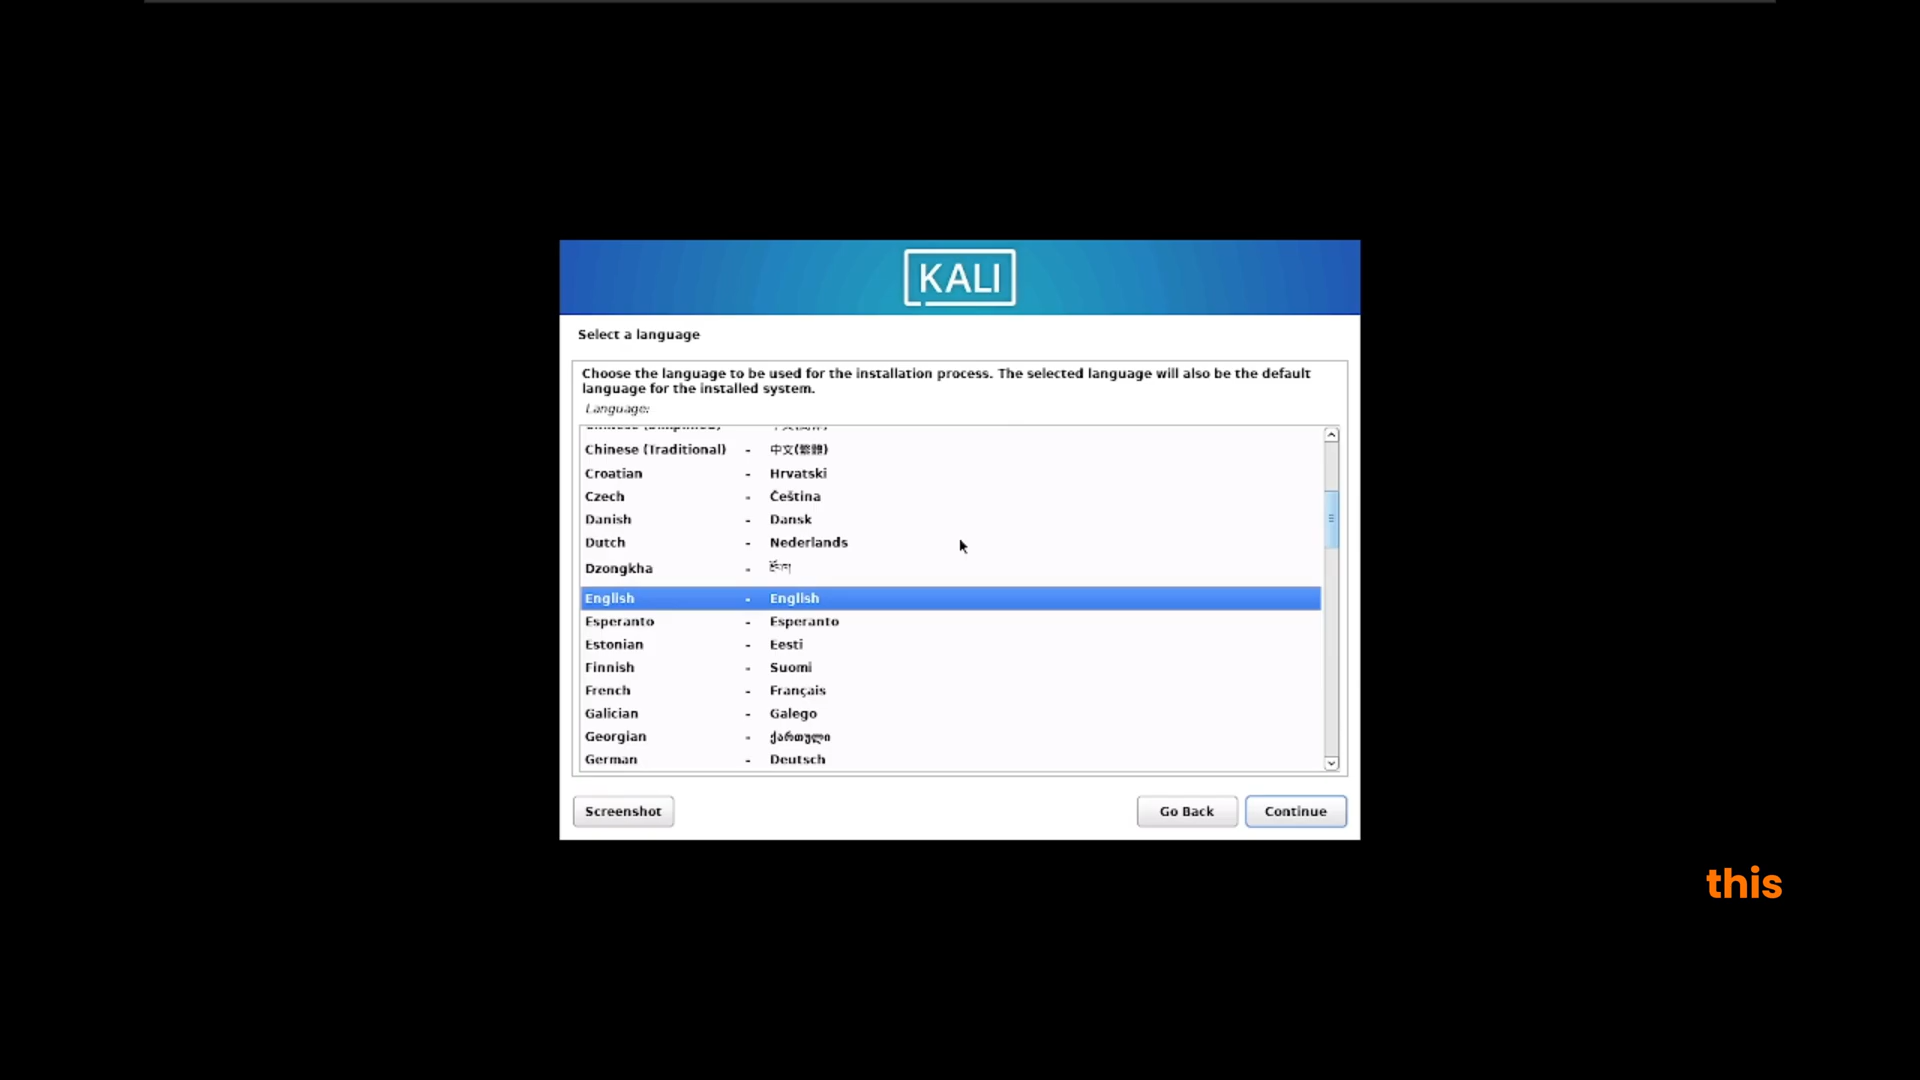 KALI
Select a language
Choose the language to be used for the installation process. The selected language will also be the default
language for the installed system.
Language:
Chinese (Traditional) - 中文(繁體)
Croatian - Hrvatski
Czech - Čeština
Danish - Dansk
Dutch - Nederlands
Dzongkha -
English - English
Esperanto - Esperanto
Estonian - Eesti
Finnish - Suomi
French - Français
Galician - Galego
Georgian - ქართული
German - Deutsch
Screenshot Go Back Continue
this